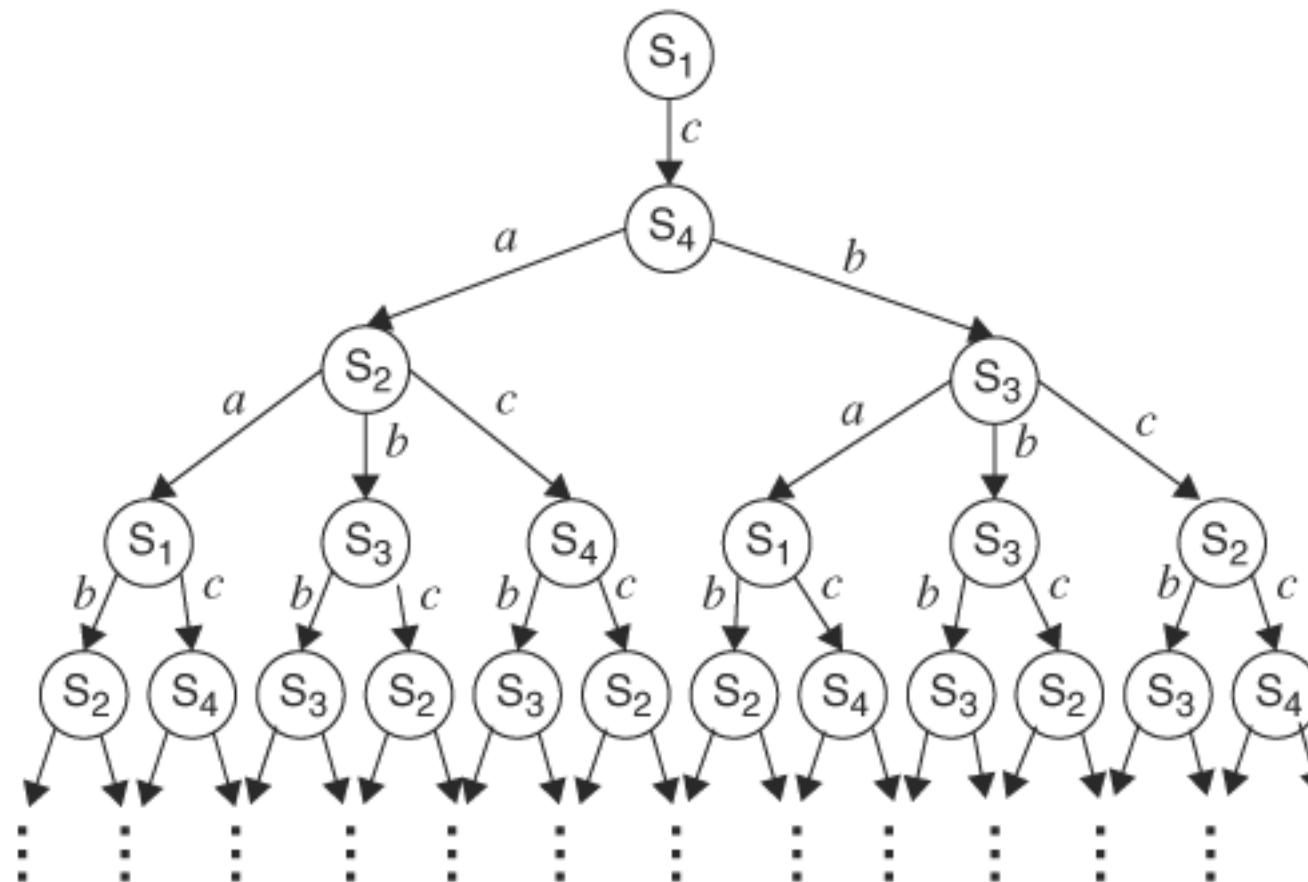 S1
c
S4
a b
S2 S3
a b c a b c
S1 S3 S4 S1 S3 S2
b c b c b c b c b c b c
S2 S4 S3 S2 S3 S2 S2 S4 S3 S2 S3 S4